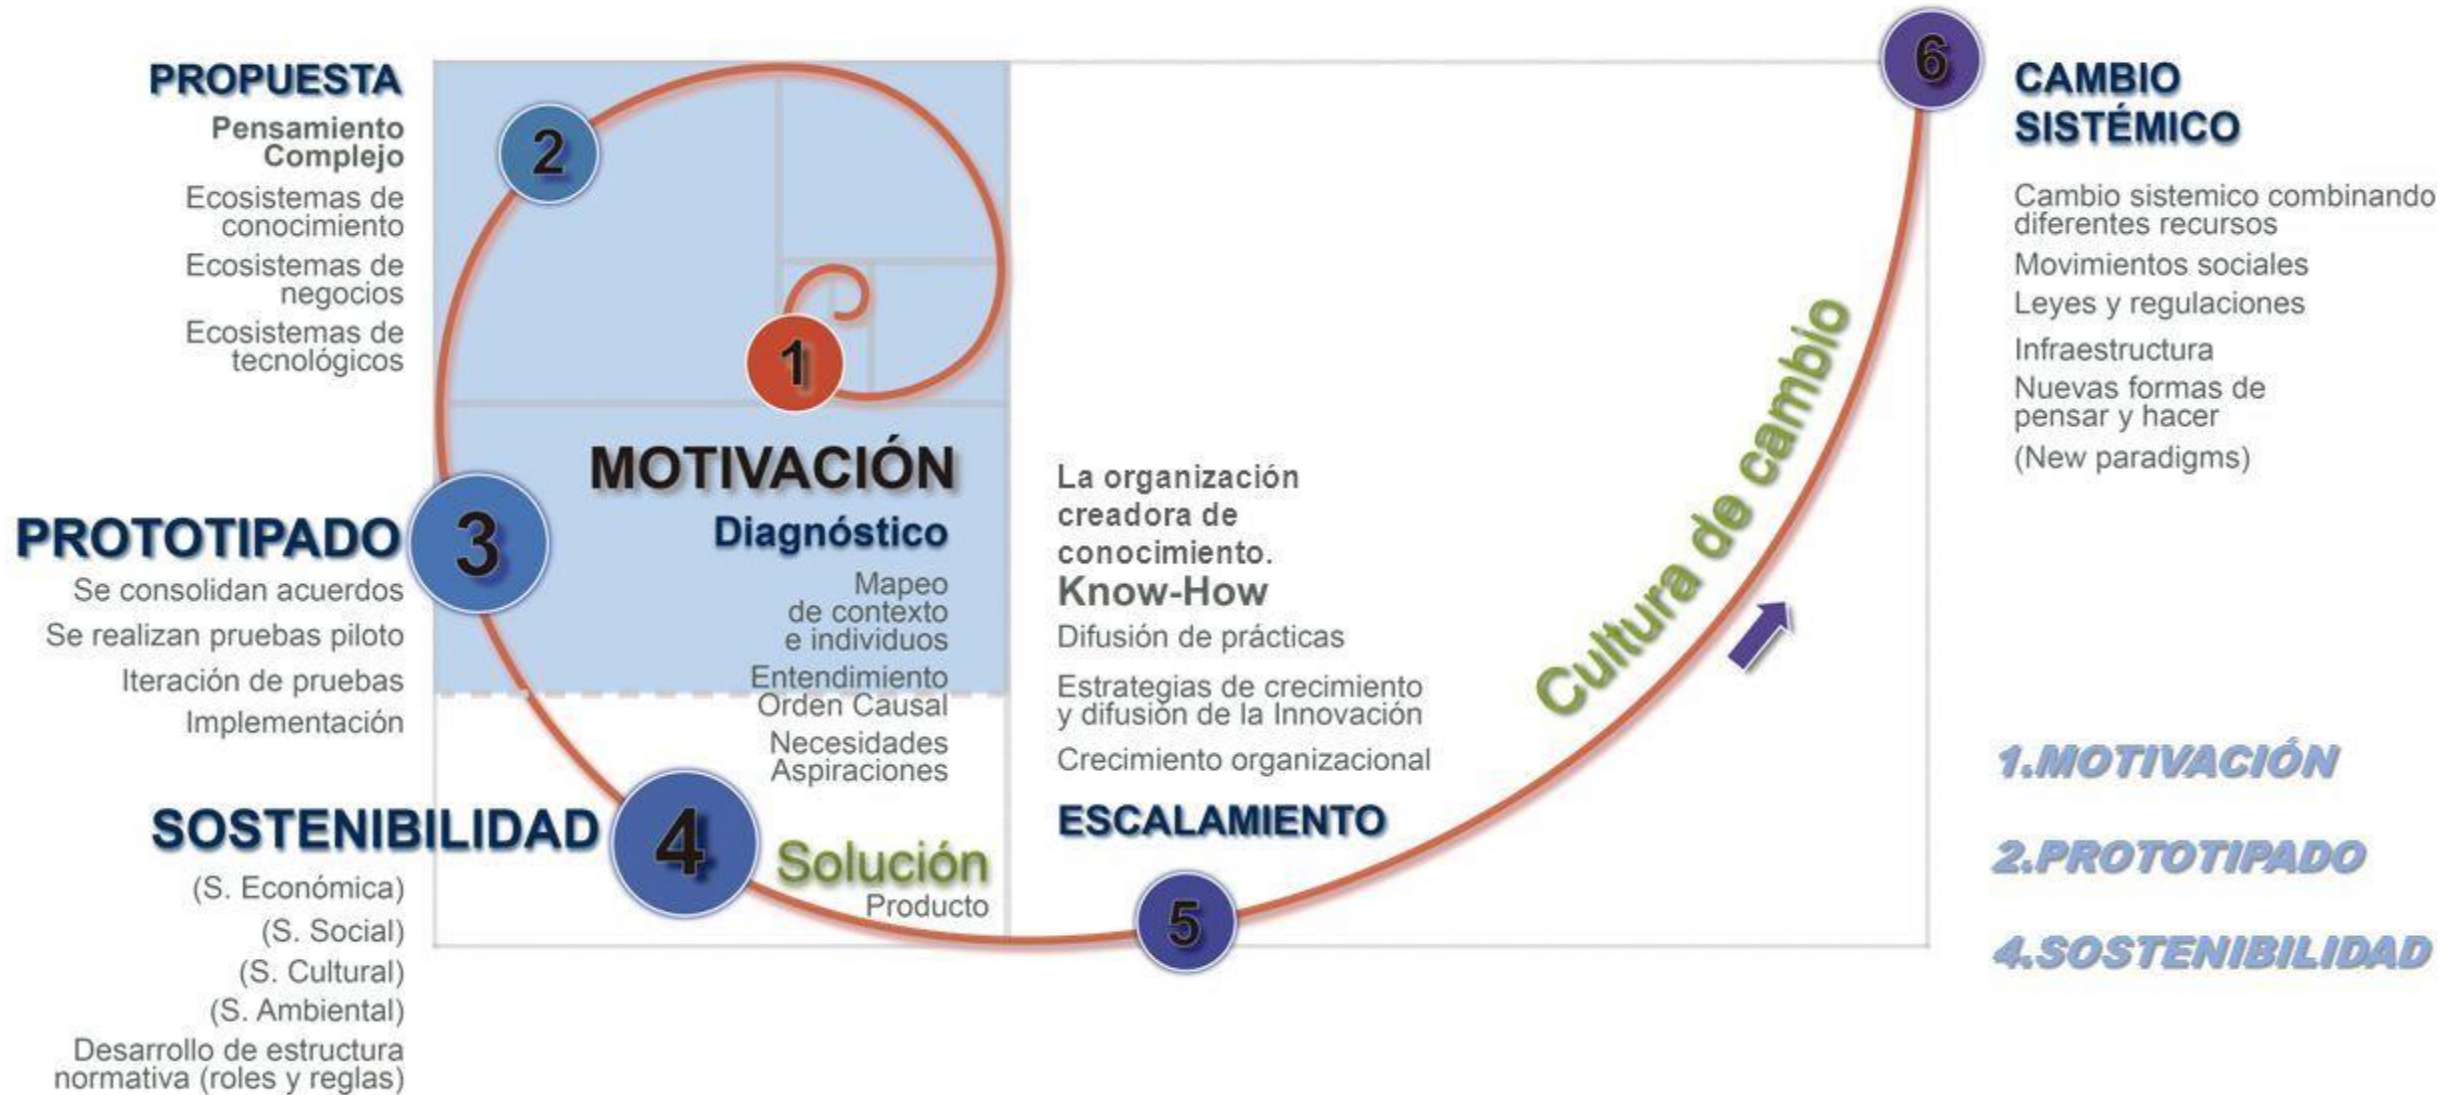 PROPUESTA
Pensamiento
Complejo
Ecosistemas de
conocimiento
Ecosistemas de
negocios
Ecosistemas de
tecnológicos
2
1
MOTIVACIÓN
Diagnóstico
Mapeo
de contexto
e individuos
Entendimiento
Orden Causal
Necesidades
Aspiraciones
3
PROTOTIPADO
Se consolidan acuerdos
Se realizan pruebas piloto
Iteración de pruebas
Implementación
SOSTENIBILIDAD
4
(S. Económica)
(S. Social)
(S. Cultural)
(S. Ambiental)
Desarrollo de estructura
normativa (roles y reglas)
Solución
Producto
La organización
creadora de
conocimiento.
Know-How
Difusión de prácticas
Estrategias de crecimiento
y difusión de la Innovación
Crecimiento organizacional
ESCALAMIENTO
5
Cultura de cambio
6
CAMBIO
SISTÉMICO
Cambio sistemico combinando
diferentes recursos
Movimientos sociales
Leyes y regulaciones
Infraestructura
Nuevas formas de
pensar y hacer
(New paradigms)
1.MOTIVACIÓN
2.PROTOTIPADO
4.SOSTENIBILIDAD